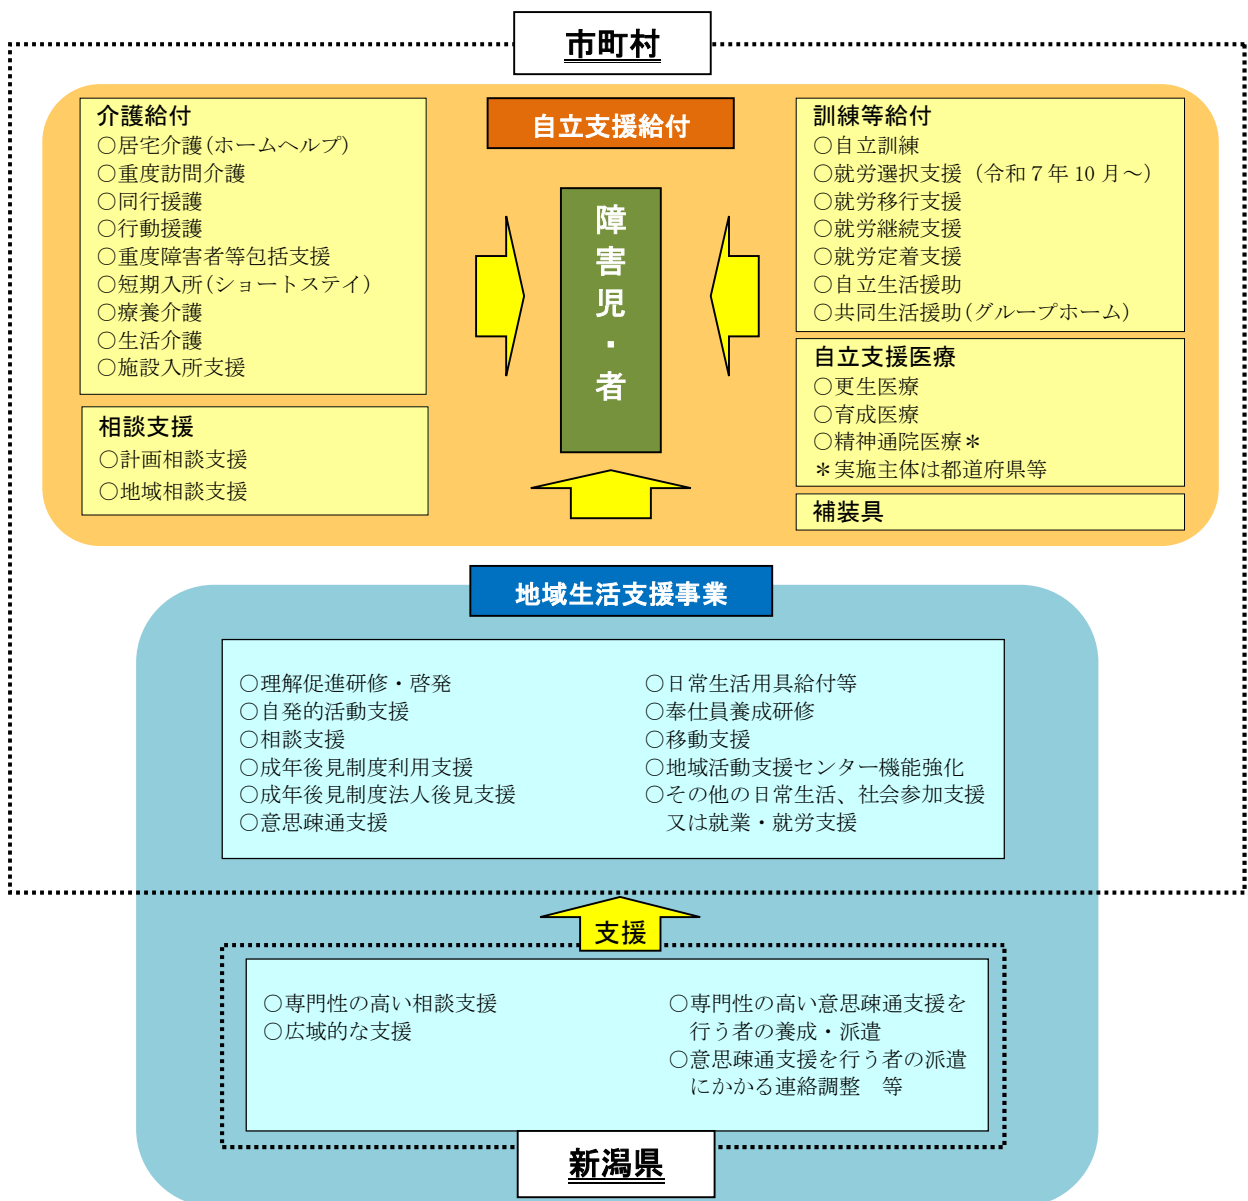 市町村
自立支援給付
介護給付
○居宅介護(ホームヘルプ)
○重度訪問介護
○同行援護
○行動援護
○重度障害者等包括支援
○短期入所(ショートステイ)
○療養介護
○生活介護
○施設入所支援
相談支援
○計画相談支援
○地域相談支援
障害児・者
訓練等給付
○自立訓練
○就労選択支援（令和７年 10 月～）
○就労移行支援
○就労継続支援
○就労定着支援
○自立生活援助
○共同生活援助(グループホーム)
自立支援医療
○更生医療
○育成医療
○精神通院医療＊
＊実施主体は都道府県等
補装具
地域生活支援事業
○理解促進研修・啓発
○自発的活動支援
○相談支援
○成年後見制度利用支援
○成年後見制度法人後見支援
○意思疎通支援
○日常生活用具給付等
○奉仕員養成研修
○移動支援
○地域活動支援センター機能強化
○その他の日常生活、社会参加支援
又は就業・就労支援
支援
○専門性の高い相談支援
○広域的な支援
○専門性の高い意思疎通支援を
行う者の養成・派遣
○意思疎通支援を行う者の派遣
にかかる連絡調整　等
新潟県